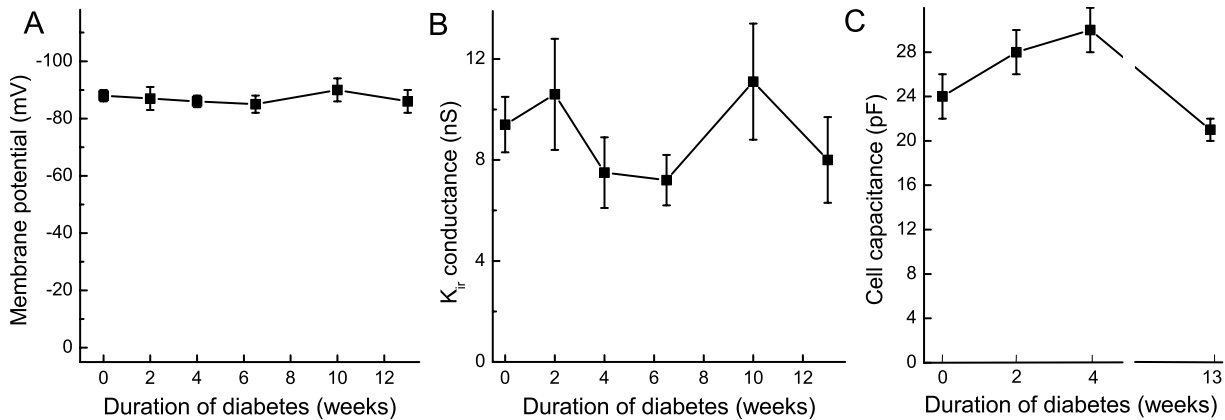 A
Membrane potential (mV)
-100
-80
-60
-40
-20
0
0 2 4 6 8 10 12
Duration of diabetes (weeks)
B
Kir conductance (nS)
12
8
4
0
0 2 4 6 8 10 12
Duration of diabetes (weeks)
C
Cell capacitance (pF)
28
24
20
16
12
8
4
0
0 2 4 13
Duration of diabetes (weeks)